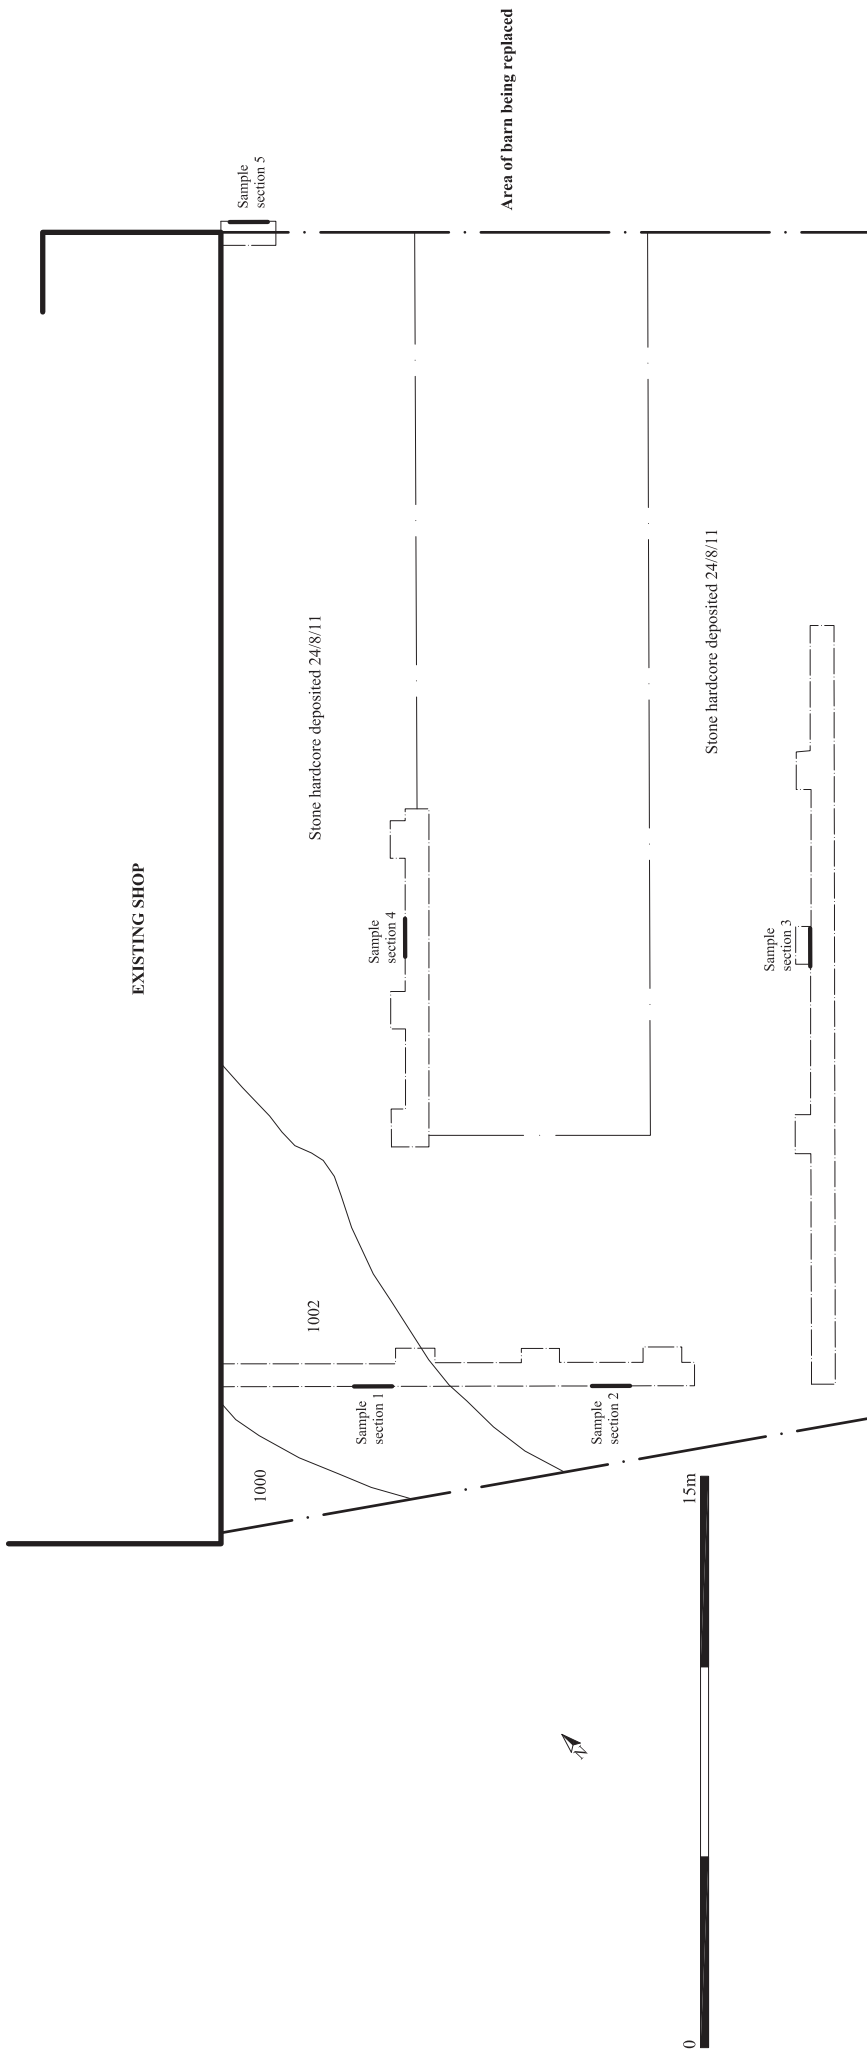 Area of barn being replaced
Sample
section 5
EXISTING SHOP
Stone hardcore deposited 24/8/11
Stone hardcore deposited 24/8/11
Sample
section 4
Sample
section 3
1002
Sample
section 1
Sample
section 2
1000
N
0
15m